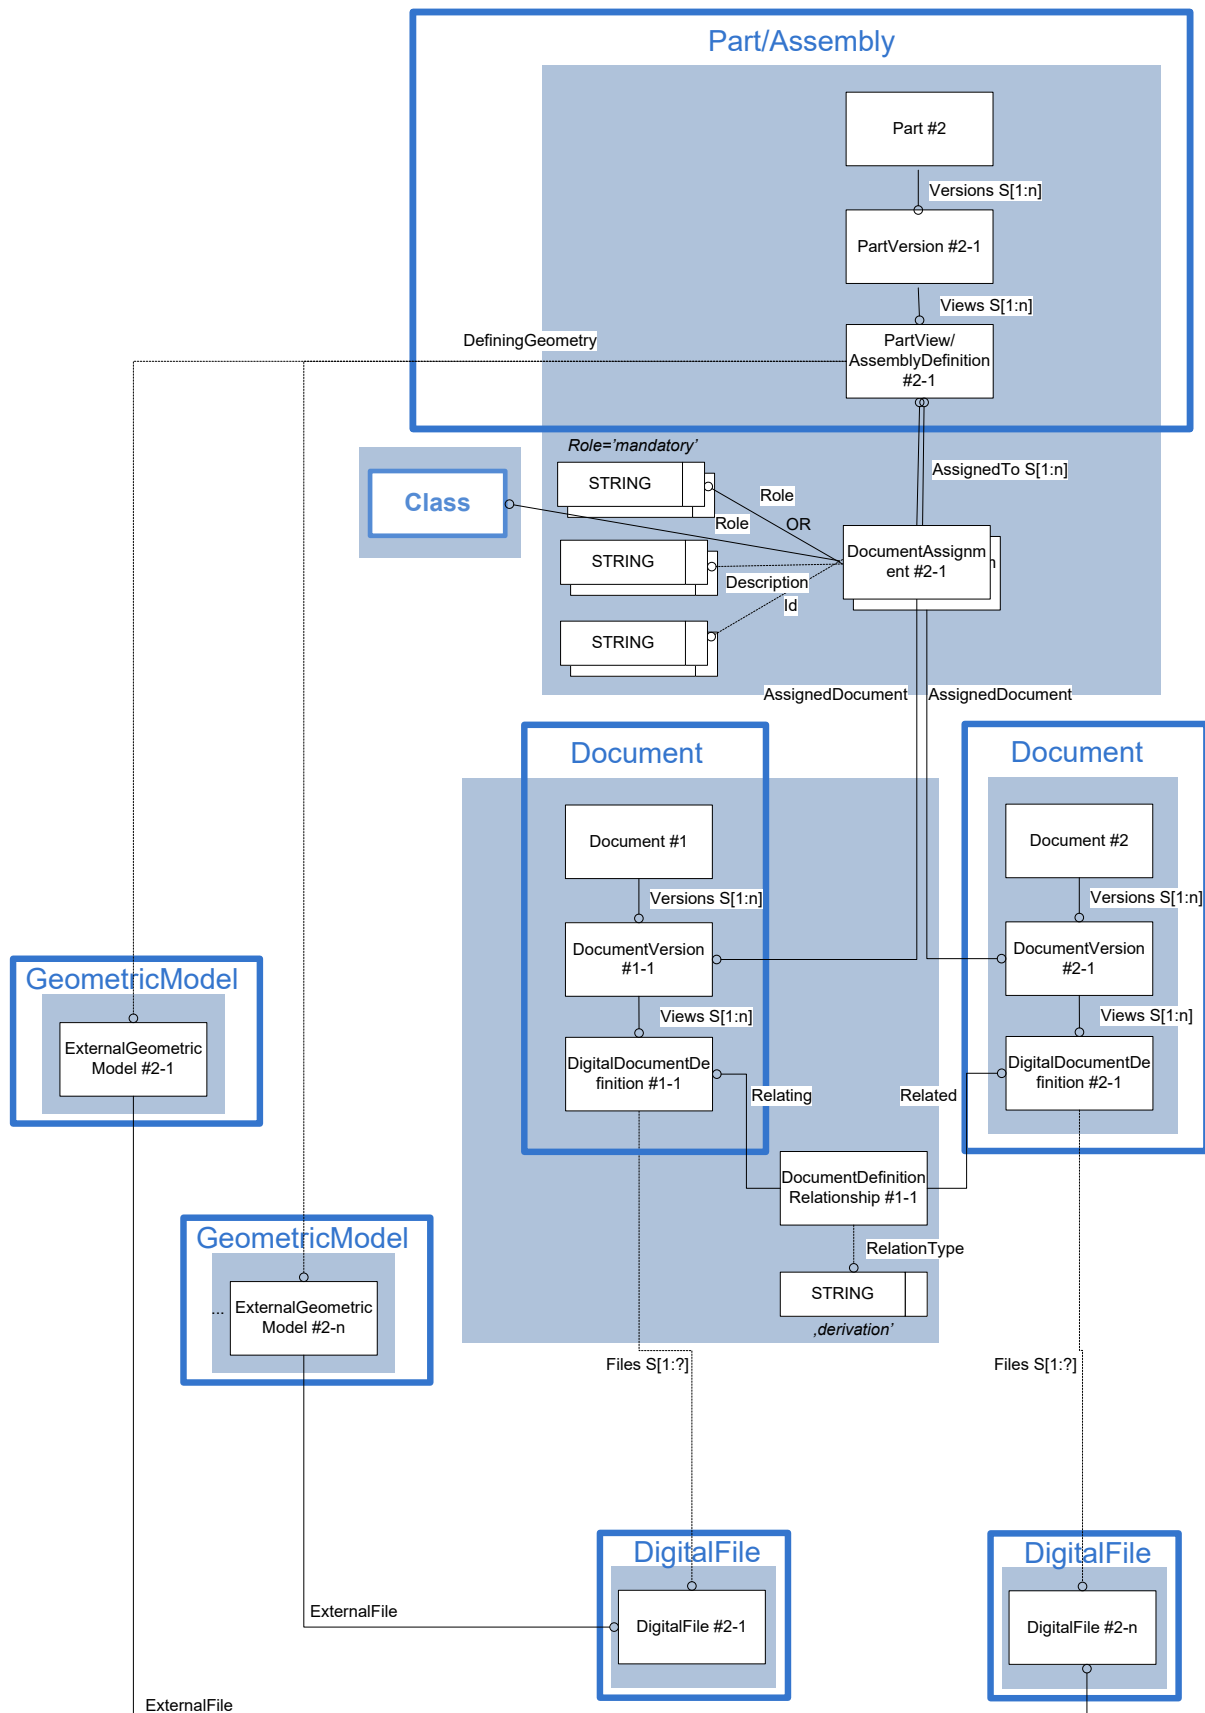 Part/Assembly
Part #2
Versions S[1:n]
PartVersion #2-1
Views S[1:n]
DefiningGeometry
PartView/
AssemblyDefinition
#2-1
Role='mandatory'
AssignedTo S[1:n]
STRING
Class
Role
Role
OR
DocumentAssignm
ent #2-1
n
STRING
Description
Id
STRING
AssignedDocument
AssignedDocument
Document
Document
Document #1
Document #2
Versions S[1:n]
Versions S[1:n]
DocumentVersion
#1-1
DocumentVersion
#2-1
GeometricModel
Views S[1:n]
Views S[1:n]
ExternalGeometric
Model #2-1
DigitalDocumentDe
finition #1-1
DigitalDocumentDe
finition #2-1
Relating
Related
DocumentDefinition
Relationship #1-1
GeometricModel
RelationType
...
ExternalGeometric
Model #2-n
STRING
‚derivation’
Files S[1:?]
Files S[1:?]
DigitalFile
DigitalFile
ExternalFile
DigitalFile #2-1
DigitalFile #2-n
ExternalFile